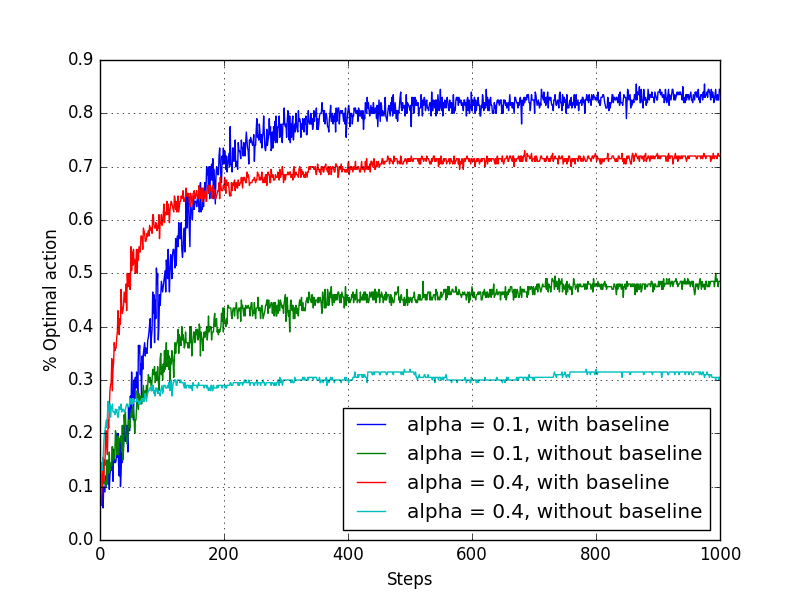 0.9
0.8
0.7
0.6
0.5
0.4
0.3
0.2
0.1
0.0
% Optimal action
alpha = 0.1, with baseline
alpha = 0.1, without baseline
alpha = 0.4, with baseline
alpha = 0.4, without baseline
0 200 400 600 800 1000
Steps